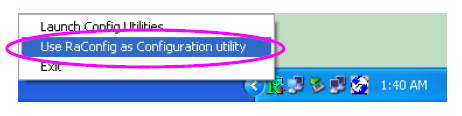 Launch Config Utilities
Use RaConfig as Configuration utility
Exit
1:40 AM